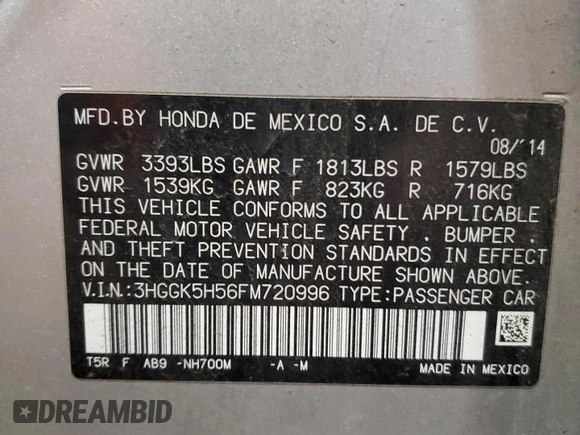 MFD.BY HONDA DE MEXICO S.A. DE C.V.
08/'14
GVWR 3393LBS GAWR F 1813LBS R 1579LBS
GVWR 1539KG GAWR F 823KG R 716KG
THIS VEHICLE CONFORMS TO ALL APPLICABLE
FEDERAL MOTOR VEHICLE SAFETY , BUMPER ,
AND THEFT PREVENTION STANDARDS IN EFFECT
ON THE DATE OF MANUFACTURE SHOWN ABOVE.
V.I.N.:3HGGK5H56FM720996 TYPE:PASSENGER CAR
T5R F AB9 -NH700M -A -M
MADE IN MEXICO
DREAMBID